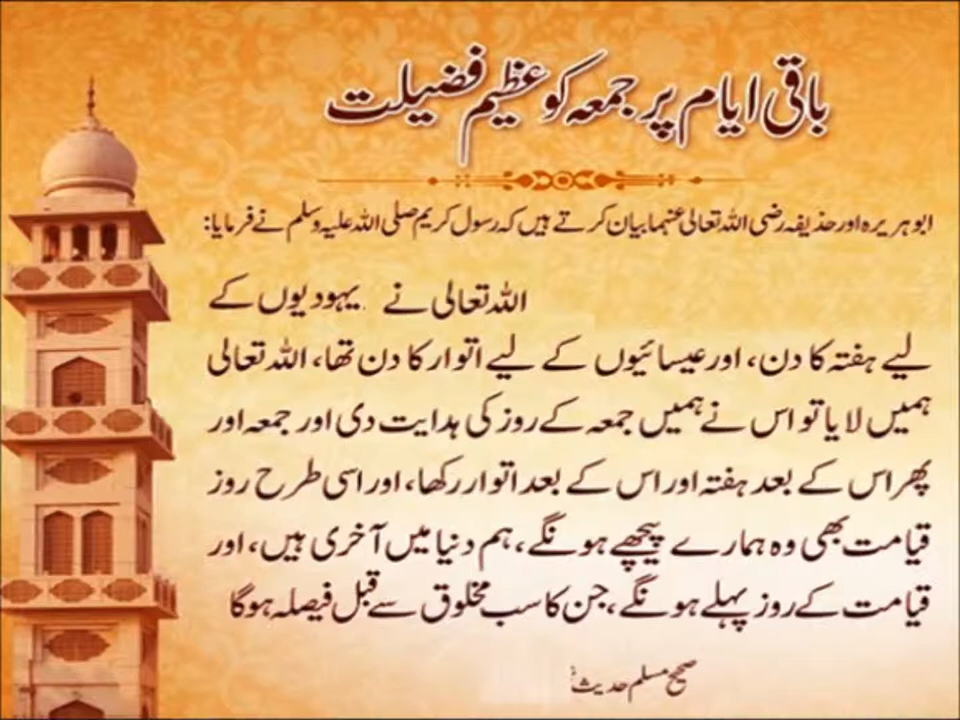 باقی ایام پر جمعہ کو عظیم فضیلت
ابو ہریرہ اور حذیفہ رضی اللہ تعالی عنہما بیان کرتے ہیں کہ رسول کریم صلی اللہ علیہ وسلم نے فرمایا:
اللہ تعالی نے یہودیوں کے
لیے ہفتہ کا دن، اور عیسائیوں کے لیے اتوار کا دن تھا، اللہ تعالی
ہمیں لایا تو اس نے ہمیں جمعہ کے روز کی ہدایت دی اور جمعہ اور
پھر اس کے بعد ہفتہ اور اس کے بعد اتوار رکھا، اور اسی طرح روز
قیامت بھی وہ ہمارے پیچھے ہونگے، ہم دنیا میں آخری ہیں، اور
قیامت کے روز پہلے ہونگے، جن کا سب مخلوق سے قبل فیصلہ ہوگا
صحیح مسلم حدیث